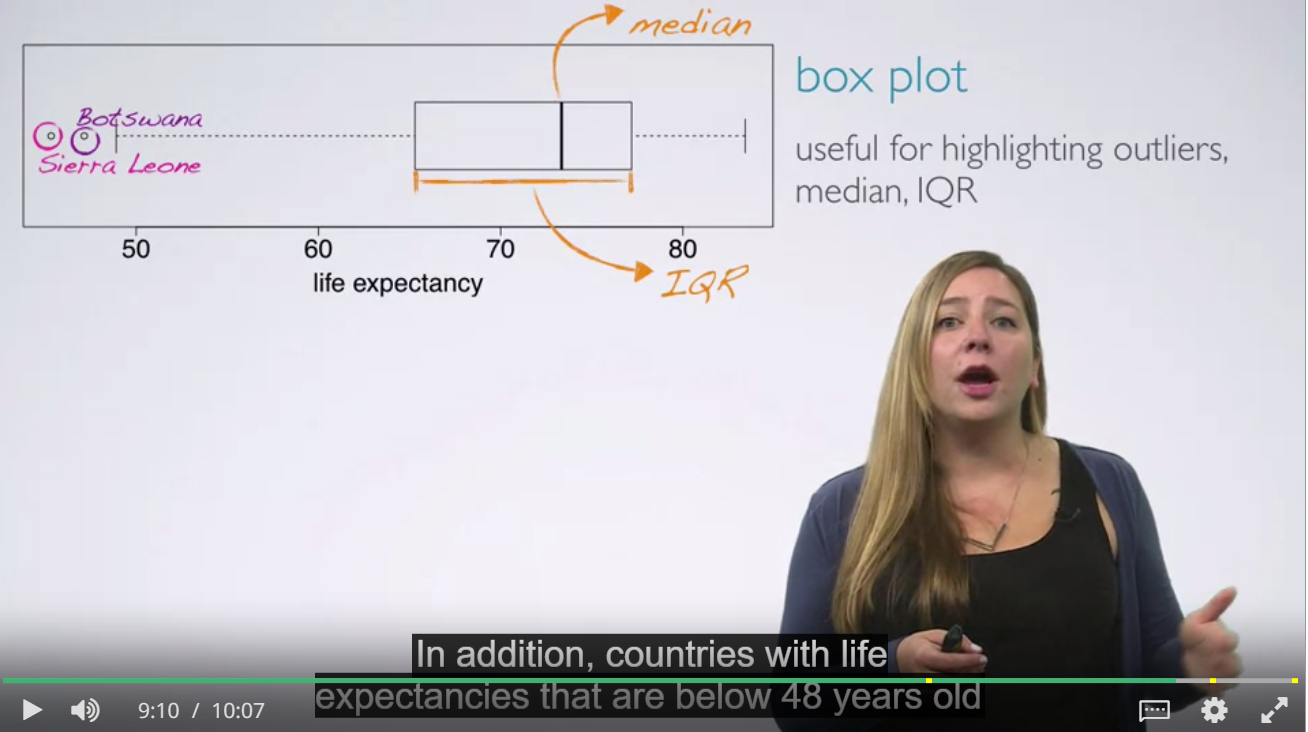 median
box plot
Botswana
Sierra Leone
useful for highlighting outliers,
median, IQR
50 60 70 80
life expectancy
IQR
In addition, countries with life
expectancies that are below 48 years old
9:10 / 10:07